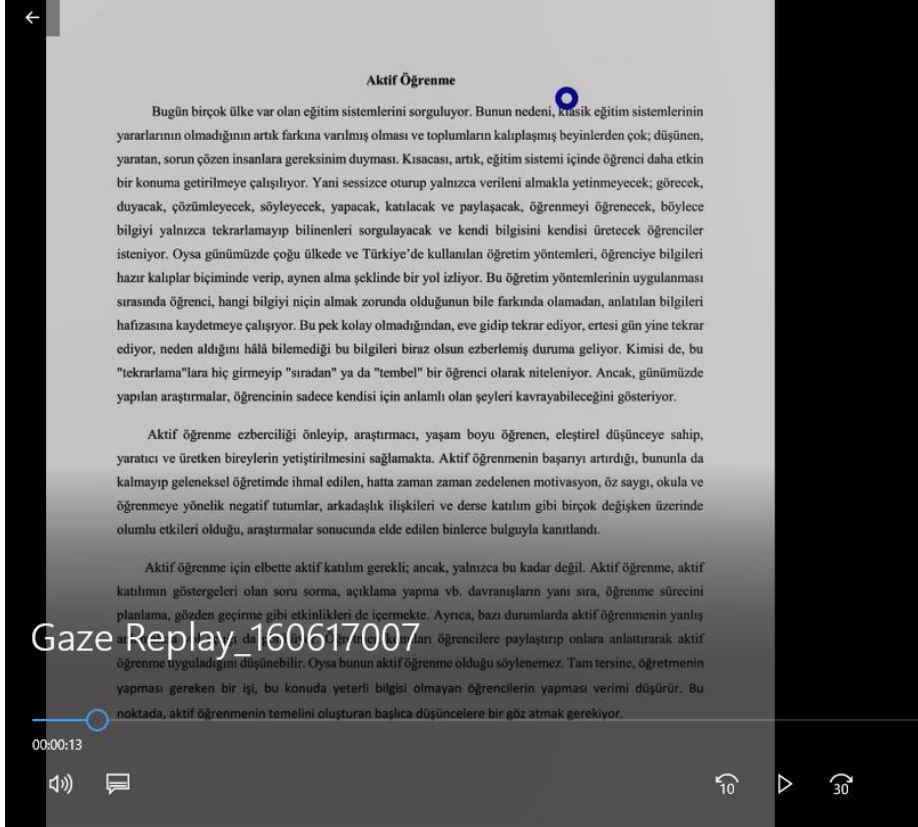 Aktif Öğrenme
Bugün birçok ülke var olan eğitim sistemlerini sorguluyor. Bunun nedeni, klasik eğitim sistemlerinin
yararlarının olmadığının artık farkına varılmış olması ve toplumların kalıplaşmış beyinlerden çok; düşünen,
yaratan, sorun çözen insanlara gereksinim duyması. Kısacası, artık, eğitim sistemi içinde öğrenci daha etkin
bir konuma getirilmeye çalışılıyor. Yani sessizce oturup yalnızca verileni almakla yetinmeyecek; görecek,
duyacak, çözümleyecek, söyleyecek, yapacak, katılacak ve paylaşacak, öğrenmeyi öğrenecek, böylece
bilgiyi yalnızca tekrarlamayıp bilinenleri sorgulayacak ve kendi bilgisini kendisi üretecek öğrenciler
isteniyor. Oysa günümüzde çoğu ülkede ve Türkiye’de kullanılan öğretim yöntemleri, öğrenciye bilgileri
hazır kalıplar biçiminde verip, aynen alma şeklinde bir yol izliyor. Bu öğretim yöntemlerinin uygulanması
sırasında öğrenci, hangi bilgiyi niçin almak zorunda olduğunun bile farkında olamadan, anlatılan bilgileri
hafızasına kaydetmeye çalışıyor. Bu pek kolay olmadığından, eve gidip tekrar ediyor, ertesi gün yine tekrar
ediyor, neden aldığını hâlâ bilemediği bu bilgileri biraz olsun ezberlemiş duruma geliyor. Kimisi de, bu
"tekrarlama"lara hiç girmeyip "sıradan" ya da "tembel" bir öğrenci olarak niteleniyor. Ancak, günümüzde
yapılan araştırmalar, öğrencinin sadece kendisi için anlamlı olan şeyleri kavrayabileceğini gösteriyor.
Aktif öğrenme ezberciliği önleyip, araştırmacı, yaşam boyu öğrenen, eleştirel düşünceye sahip,
yaratıcı ve üretken bireylerin yetiştirilmesini sağlamakta. Aktif öğrenmenin başarıyı artırdığı, bununla da
kalmayıp geleneksel öğretimde ihmal edilen, hatta zaman zaman zedelenen motivasyon, öz saygı, okula ve
öğrenmeye yönelik negatif tutumlar, arkadaşlık ilişkileri ve derse katılım gibi birçok değişken üzerinde
olumlu etkileri olduğu, araştırmalar sonucunda elde edilen binlerce bulguyla kanıtlandı.
Aktif öğrenme için elbette aktif katılım gerekli; ancak, yalnızca bu kadar değil. Aktif öğrenme, aktif
katılımın göstergeleri olan soru sorma, açıklama yapma vb. davranışların yanı sıra, öğrenme sürecini
planlama, gözden geçirme gibi etkinlikleri de içermekte. Ayrıca, bazı durumlarda aktif öğrenmenin yanlış
Gaze Replay_160617007
da öğrencilere paylaştırıp onlara anlattırarak aktif
öğrenme uyguladığını düşünebilir. Oysa bunun aktif öğrenme olduğu söylenemez. Tam tersine, öğretmenin
yapması gereken bir işi, bu konuda yeterli bilgisi olmayan öğrencilerin yapması verimi düşürür. Bu
noktada, aktif öğrenmenin temelini oluşturan başlıca düşüncelere bir göz atmak gerekiyor.
00:00:13
10
30